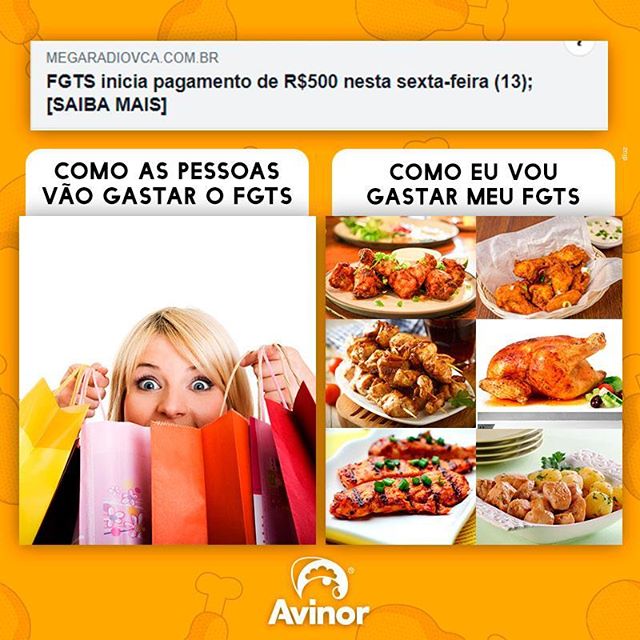 MEGARADIOVCA.COM.BR
FGTS inicia pagamento de R$500 nesta sexta-feira (13);
[SAIBA MAIS]
COMO AS PESSOAS
VÃO GASTAR O FGTS
COMO EU VOU
GASTAR MEU FGTS
Avinor